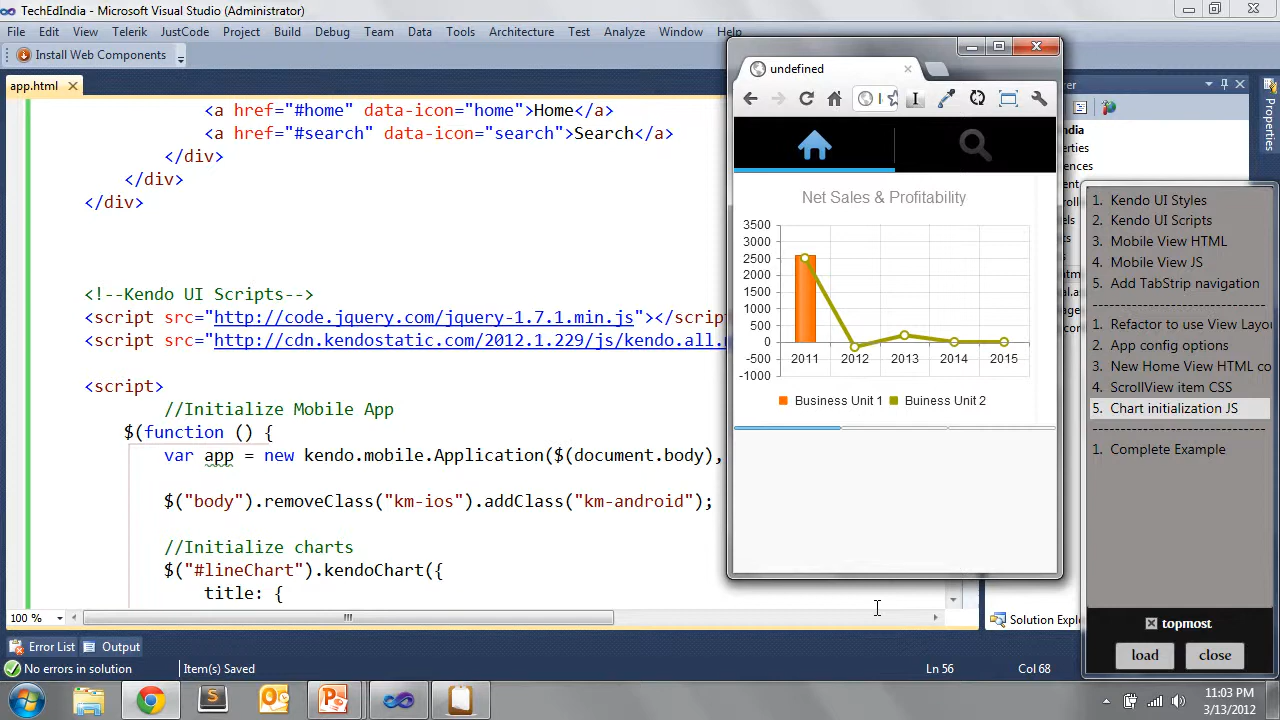 TechEdIndia - Microsoft Visual Studio (Administrator)
File Edit View Telerik JustCode Project Build Debug Team Data Tools Architecture Test Analyze Window Help
Install Web Components
app.html
<a href="#home" data-icon="home">Home</a>
<a href="#search" data-icon="search">Search</a>
</div>
</div>
</div>
<!--Kendo UI Scripts-->
<script src="http://code.jquery.com/jquery-1.7.1.min.js"></scrip
<script src="http://cdn.kendostatic.com/2012.1.229/js/kendo.all.
<script>
//Initialize Mobile App
$(function () {
var app = new kendo.mobile.Application($(document.body),
$("body").removeClass("km-ios").addClass("km-android");
//Initialize charts
$("#lineChart").kendoChart({
title: {
100 %
Error List Output
No errors in solution Item(s) Saved Ln 56 Col 68
undefined
Net Sales & Profitability
3500
3000
2500
2000
1500
1000
500
0
-500
-1000
2011 2012 2013 2014 2015
Business Unit 1 Buiness Unit 2
Properties
Solution Explo
1. Kendo UI Styles
2. Kendo UI Scripts
3. Mobile View HTML
4. Mobile View JS
5. Add TabStrip navigation
1. Refactor to use View Layou
2. App config options
3. New Home View HTML co
4. ScrollView item CSS
5. Chart initialization JS
1. Complete Example
topmost
load close
11:03 PM
3/13/2012